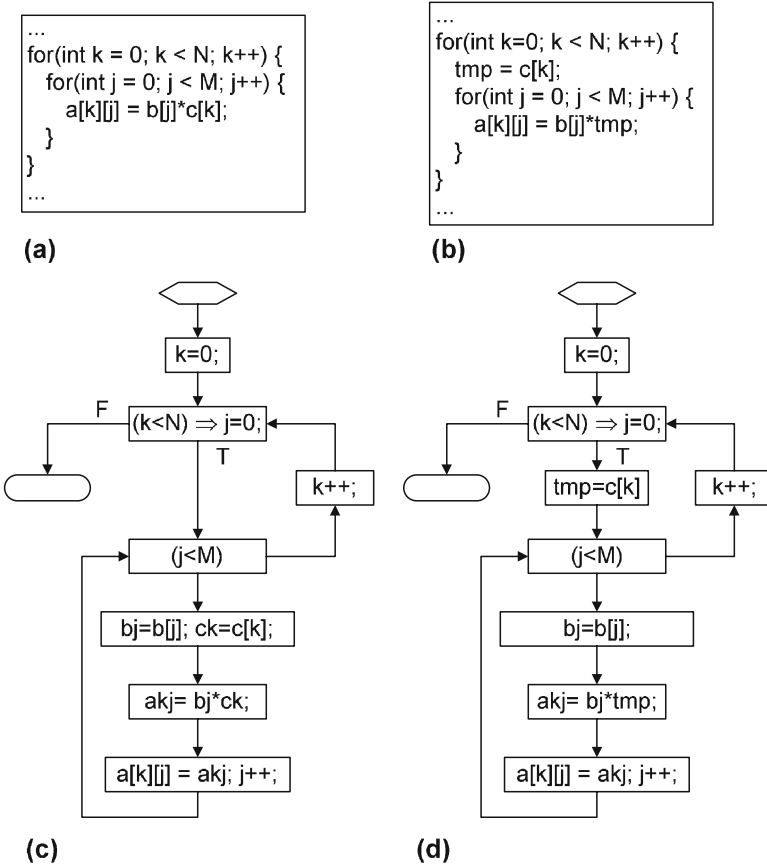 ...
for(int k = 0; k < N; k++) {
for(int j = 0; j < M; j++) {
a[k][j] = b[j]*c[k];
}
}
...
(a)
...
for(int k=0; k < N; k++) {
tmp = c[k];
for(int j = 0; j < M; j++) {
a[k][j] = b[j]*tmp;
}
}
...
(b)
k=0;
(k<N) ⇒ j=0;
F
T
k++;
(j<M)
bj=b[j]; ck=c[k];
akj= bj*ck;
a[k][j] = akj; j++;
(c)
k=0;
(k<N) ⇒ j=0;
F
T
tmp=c[k]
k++;
(j<M)
bj=b[j];
akj= bj*tmp;
a[k][j] = akj; j++;
(d)